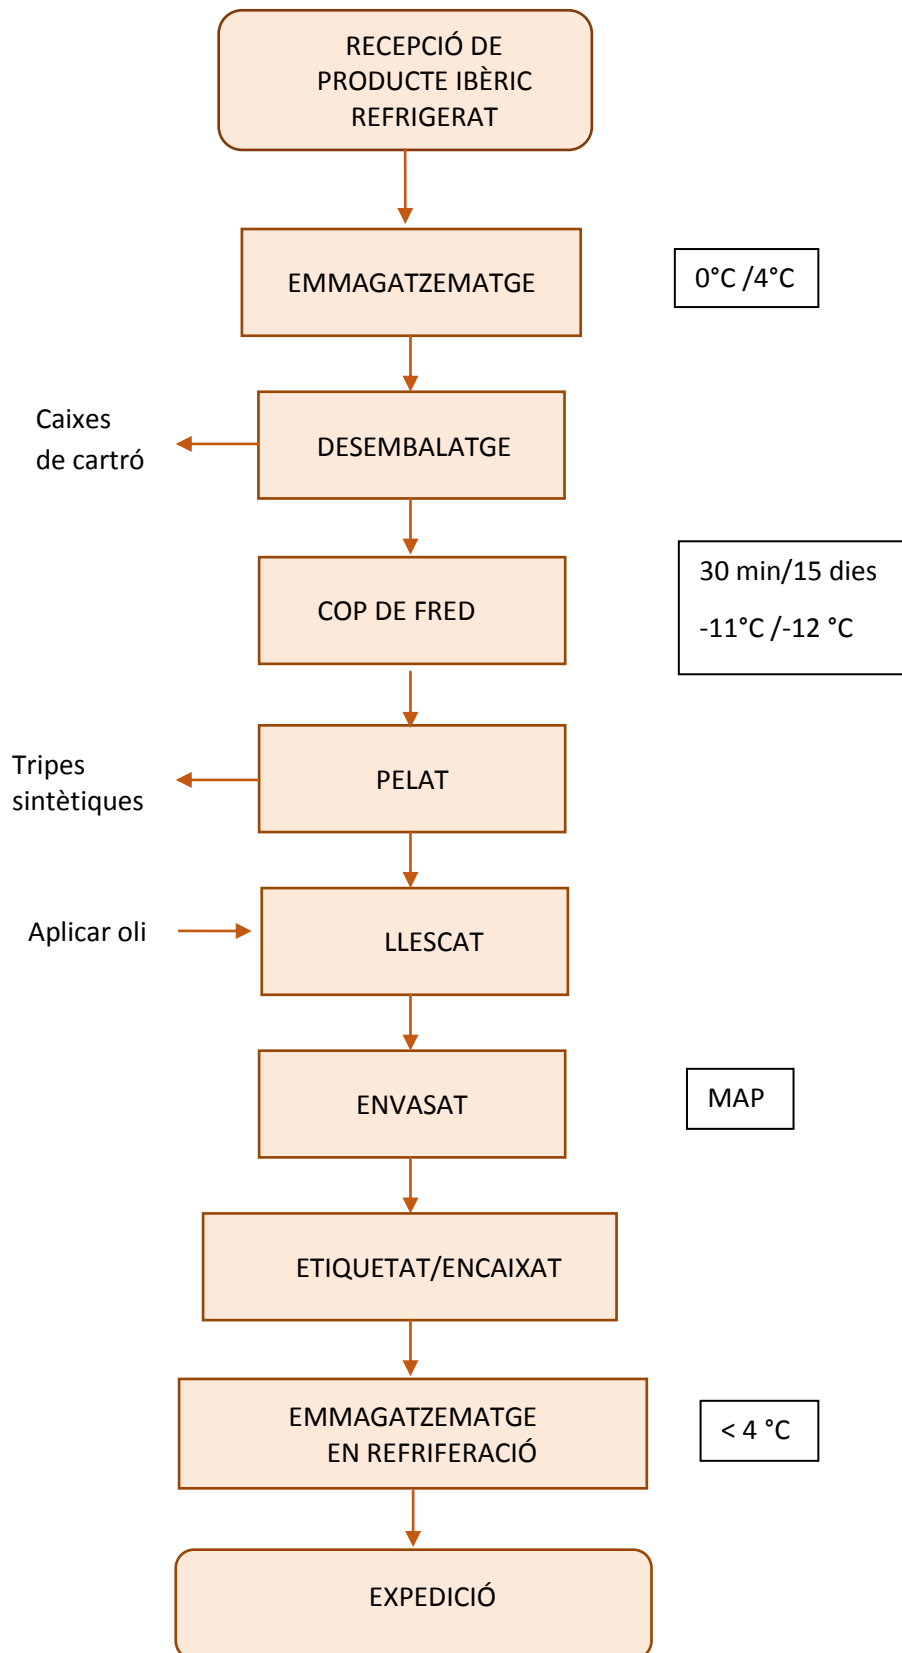 RECEPCIÓ DE
PRODUCTE IBÈRIC
REFRIGERAT
EMMAGATZEMATGE
0°C /4°C
Caixes
de cartró
DESEMBALATGE
COP DE FRED
30 min/15 dies
-11°C /-12 °C
Tripes
sintètiques
PELAT
Aplicar oli
LLESCAT
ENVASAT
MAP
ETIQUETAT/ENCAIXAT
EMMAGATZEMATGE
EN REFRIFERACIÓ
< 4 °C
EXPEDICIÓ